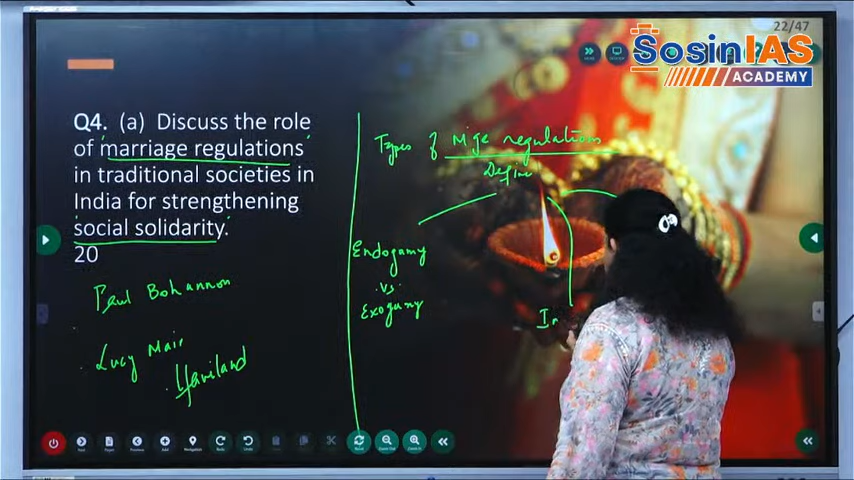 22/47
SosinIAS
ACADEMY
Q4. (a) Discuss the role
of marriage regulations
in traditional societies in
India for strengthening
social solidarity.
20
Paul Bohannon
Lucy Mair
Haviland
Types of M'ge regulations
Define
Endogamy
vs
Exogamy
In